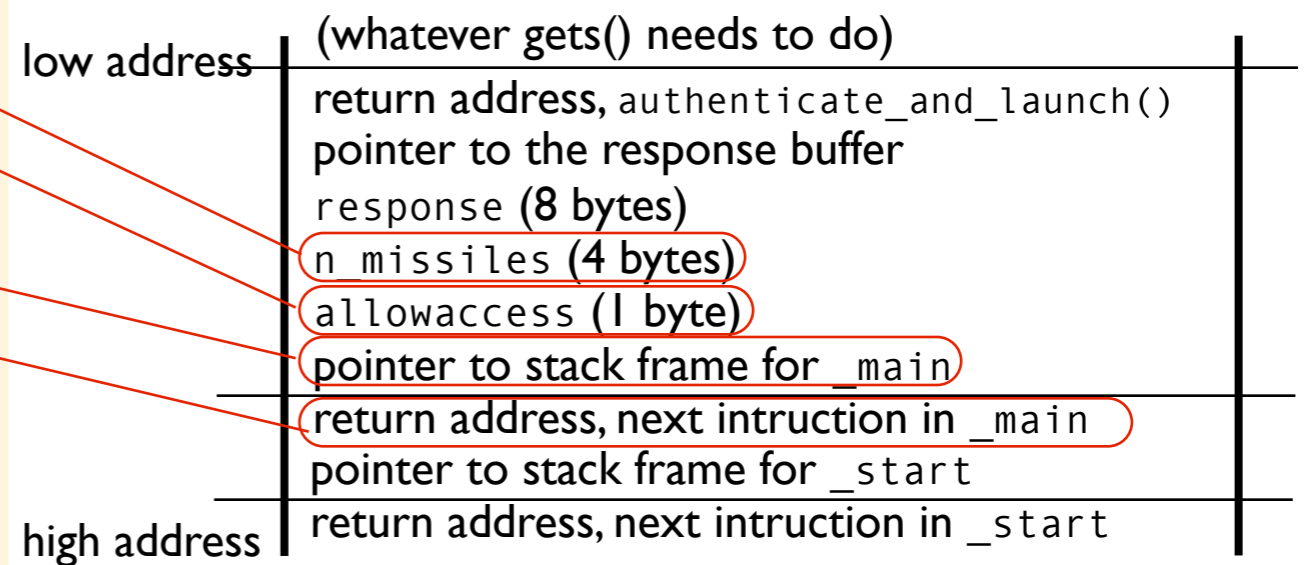 (whatever gets() needs to do)
low address
return address, authenticate_and_launch()
pointer to the response buffer
response (8 bytes)
n_missiles (4 bytes)
allowaccess (1 byte)
pointer to stack frame for _main
return address, next intruction in _main
pointer to stack frame for _start
return address, next intruction in _start
high address